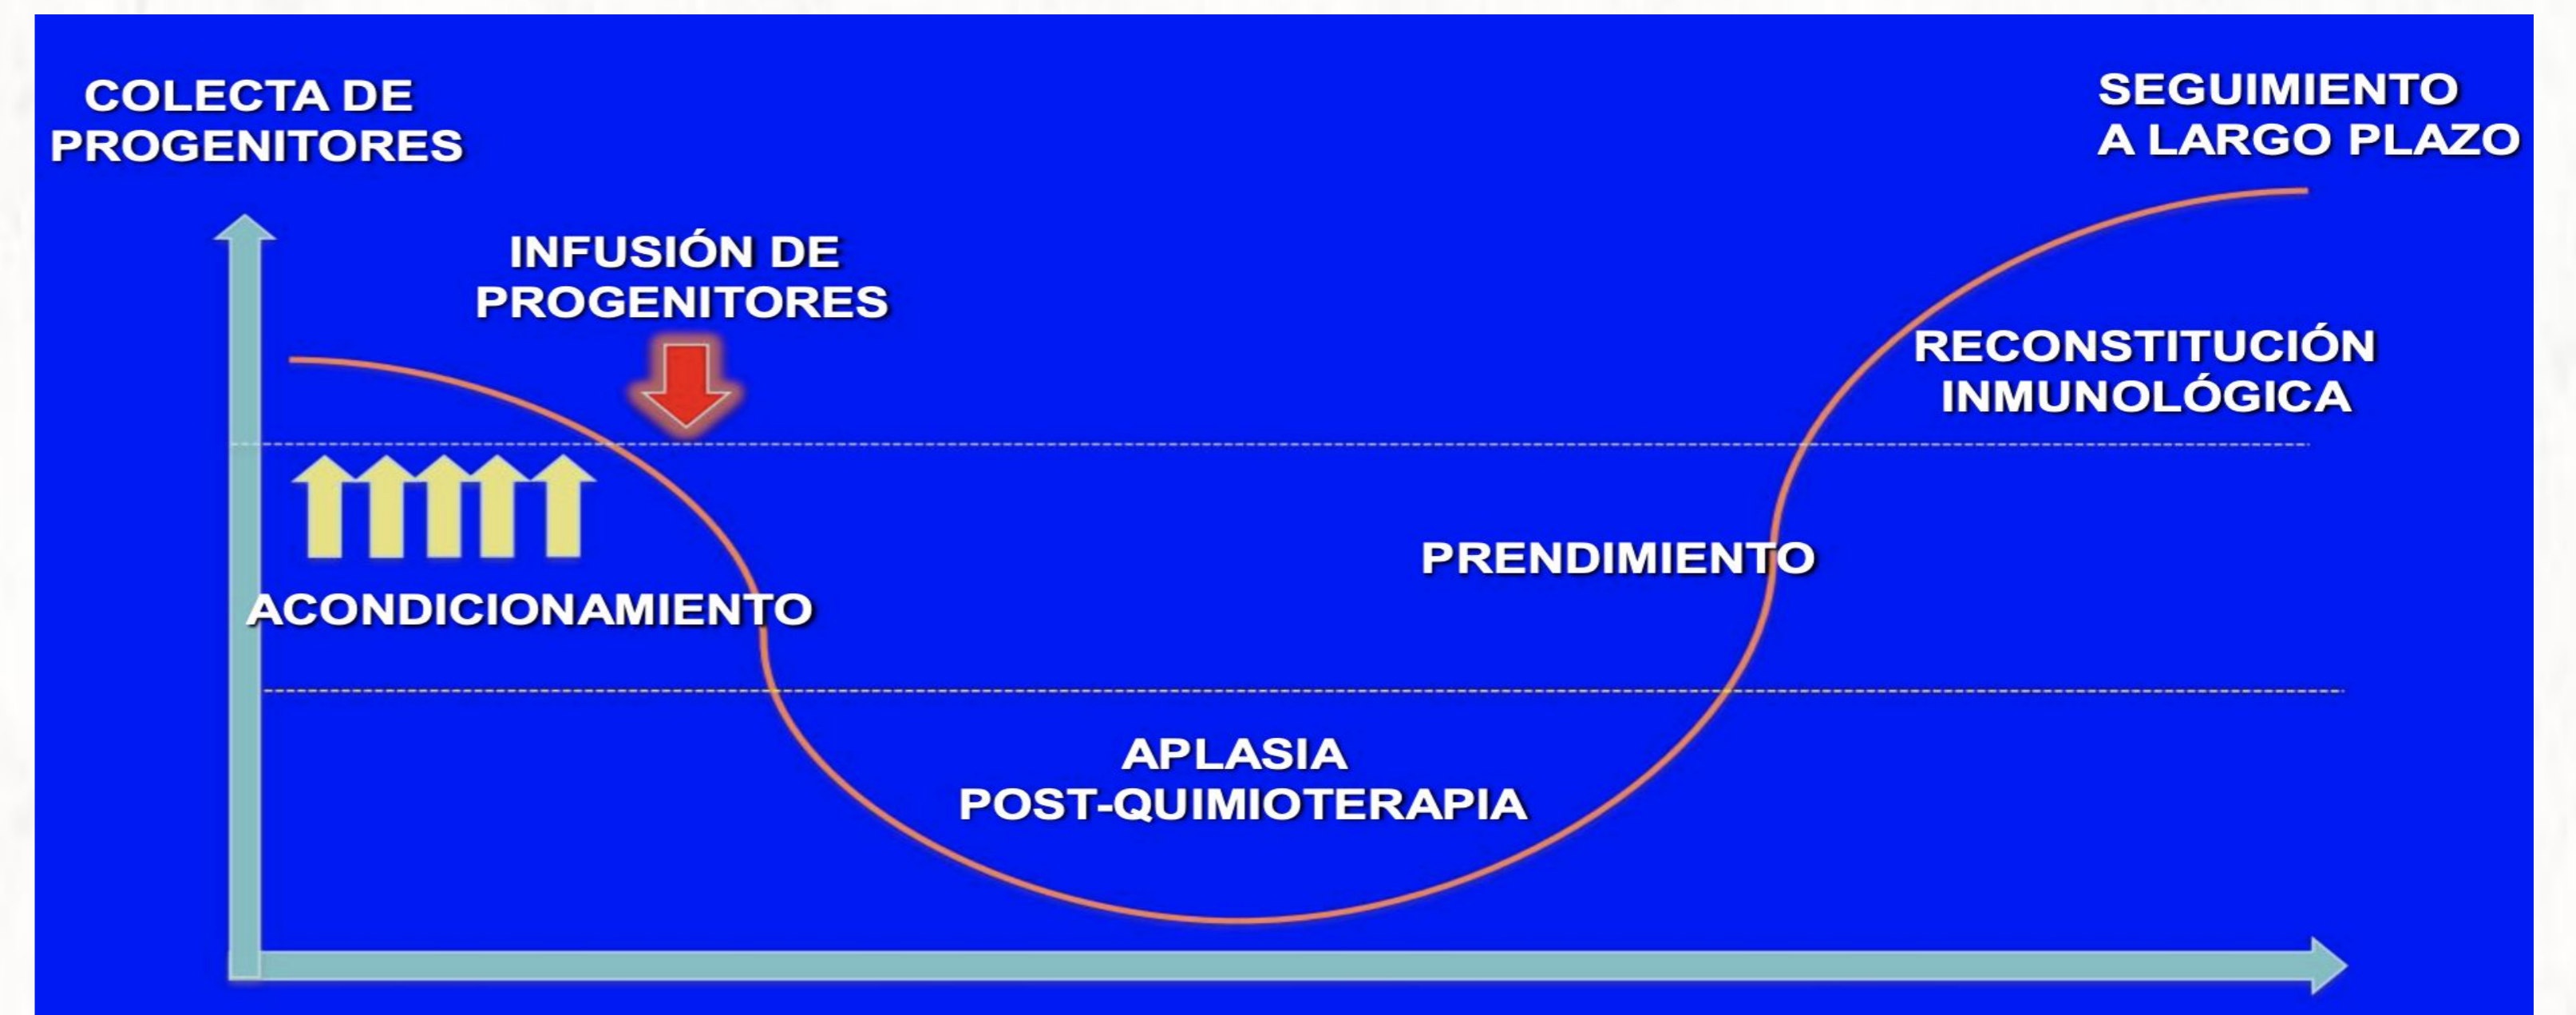 COLECTA DE
PROGENITORES
INFUSIÓN DE
PROGENITORES
ACONDICIONAMIENTO
APLASIA
POST-QUIMIOTERAPIA
PRENDIMIENTO
RECONSTITUCIÓN
INMUNOLÓGICA
SEGUIMIENTO
A LARGO PLAZO